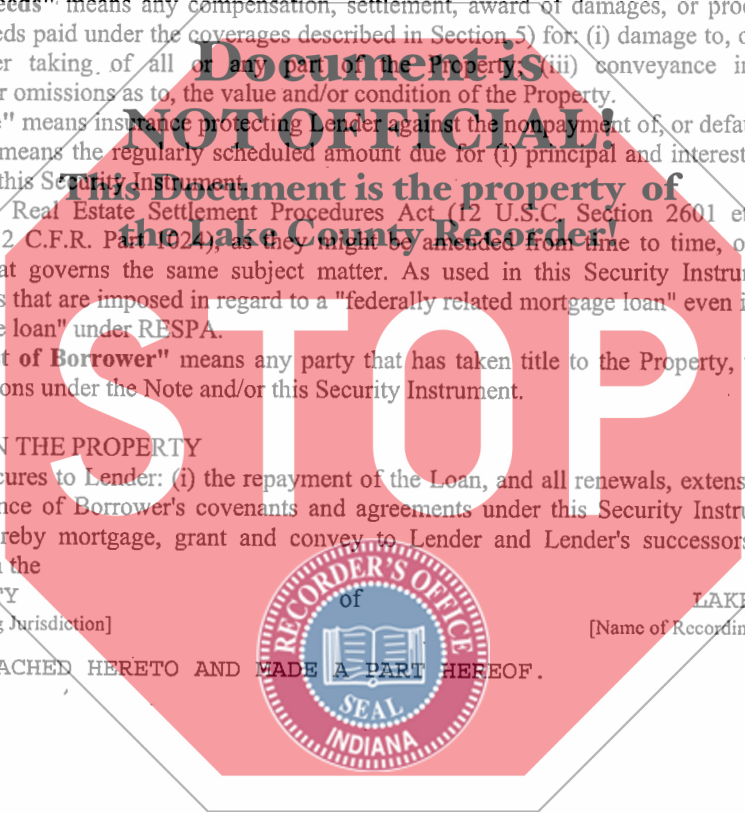 eeds" means any compensation, settlement, award of damages, or proc
eds paid under the coverages described in Section 5) for: (i) damage to, o
Document is
er taking of all or any part of the Property; (iii) conveyance in
r omissions as to, the value and/or condition of the Property.
NOT OFFICIAL!
e" means insurance protecting Lender against the nonpayment of, or defau
means the regularly scheduled amount due for (i) principal and interest
this Security Instrument.
This Document is the property of
Real Estate Settlement Procedures Act (12 U.S.C. Section 2601 et
the Lake County Recorder!
2 C.F.R. Part 1024), as they might be amended from time to time, o
at governs the same subject matter. As used in this Security Instrum
s that are imposed in regard to a "federally related mortgage loan" even i
e loan" under RESPA.
STOP
t of Borrower" means any party that has taken title to the Property,
ons under the Note and/or this Security Instrument.
N THE PROPERTY
cures to Lender: (i) the repayment of the Loan, and all renewals, extens
nce of Borrower's covenants and agreements under this Security Instru
reby mortgage, grant and convey to Lender and Lender's successors
the
TY of LAKE
g Jurisdiction] [Name of Recordin
RECORDER'S OFFICE
ACHED HERETO AND MADE A PART HEREOF.
SEAL
INDIANA